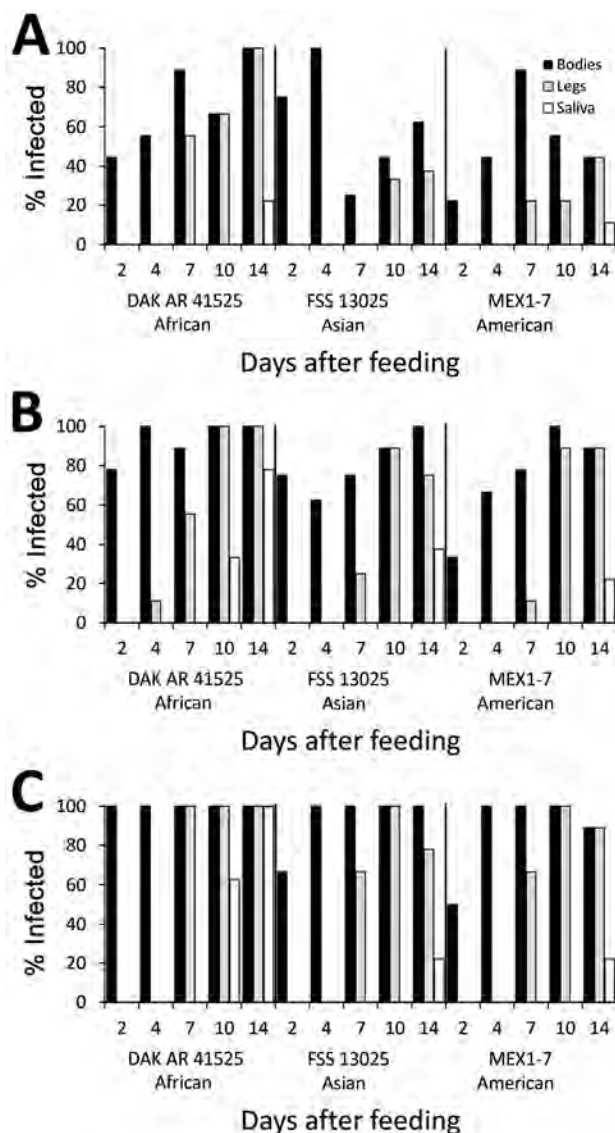 A
100
80
60
40
20
0
% Infected
Bodies
Legs
Saliva
2 4 7 10 14 2 4 7 10 14 2 4 7 10 14
DAK AR 41525 FSS 13025 MEX1-7
African Asian American
Days after feeding
B
100
80
60
40
20
0
% Infected
2 4 7 10 14 2 4 7 10 14 2 4 7 10 14
DAK AR 41525 FSS 13025 MEX1-7
African Asian American
Days after feeding
C
100
80
60
40
20
0
% Infected
2 4 7 10 14 2 4 7 10 14 2 4 7 10 14
DAK AR 41525 FSS 13025 MEX1-7
African Asian American
Days after feeding